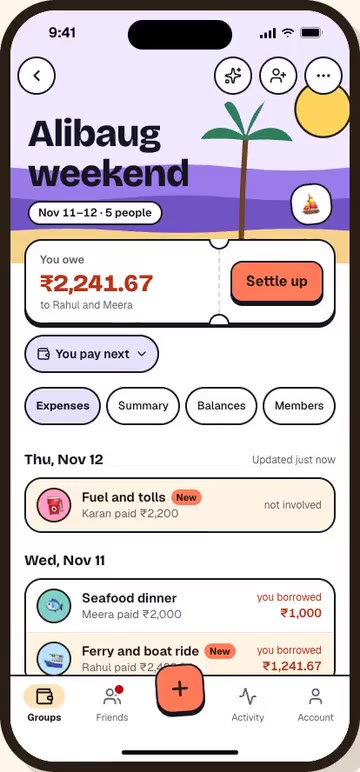 9:41
Alibaug
weekend
Nov 11–12 · 5 people
You owe
₹2,241.67
to Rahul and Meera
Settle up
You pay next
Expenses
Summary
Balances
Members
Thu, Nov 12
Updated just now
Fuel and tolls New
Karan paid ₹2,200
not involved
Wed, Nov 11
Seafood dinner
Meera paid ₹2,000
you borrowed
₹1,000
Ferry and boat ride New
Rahul paid
you borrowed
₹1,241.67
Groups
Friends
Activity
Account